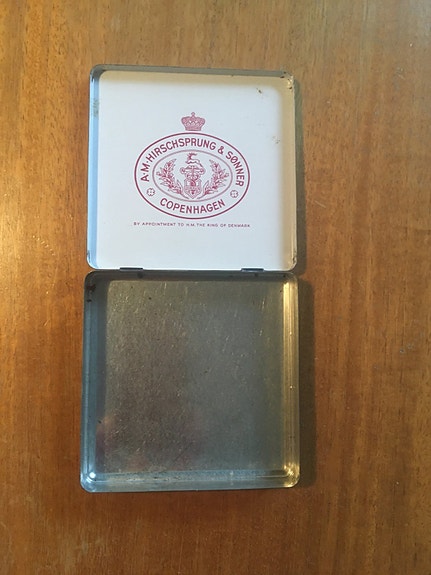 A·M·HIRSCHSPRUNG & SØNNER
COPENHAGEN
BY APPOINTMENT TO H.M. THE KING OF DENMARK